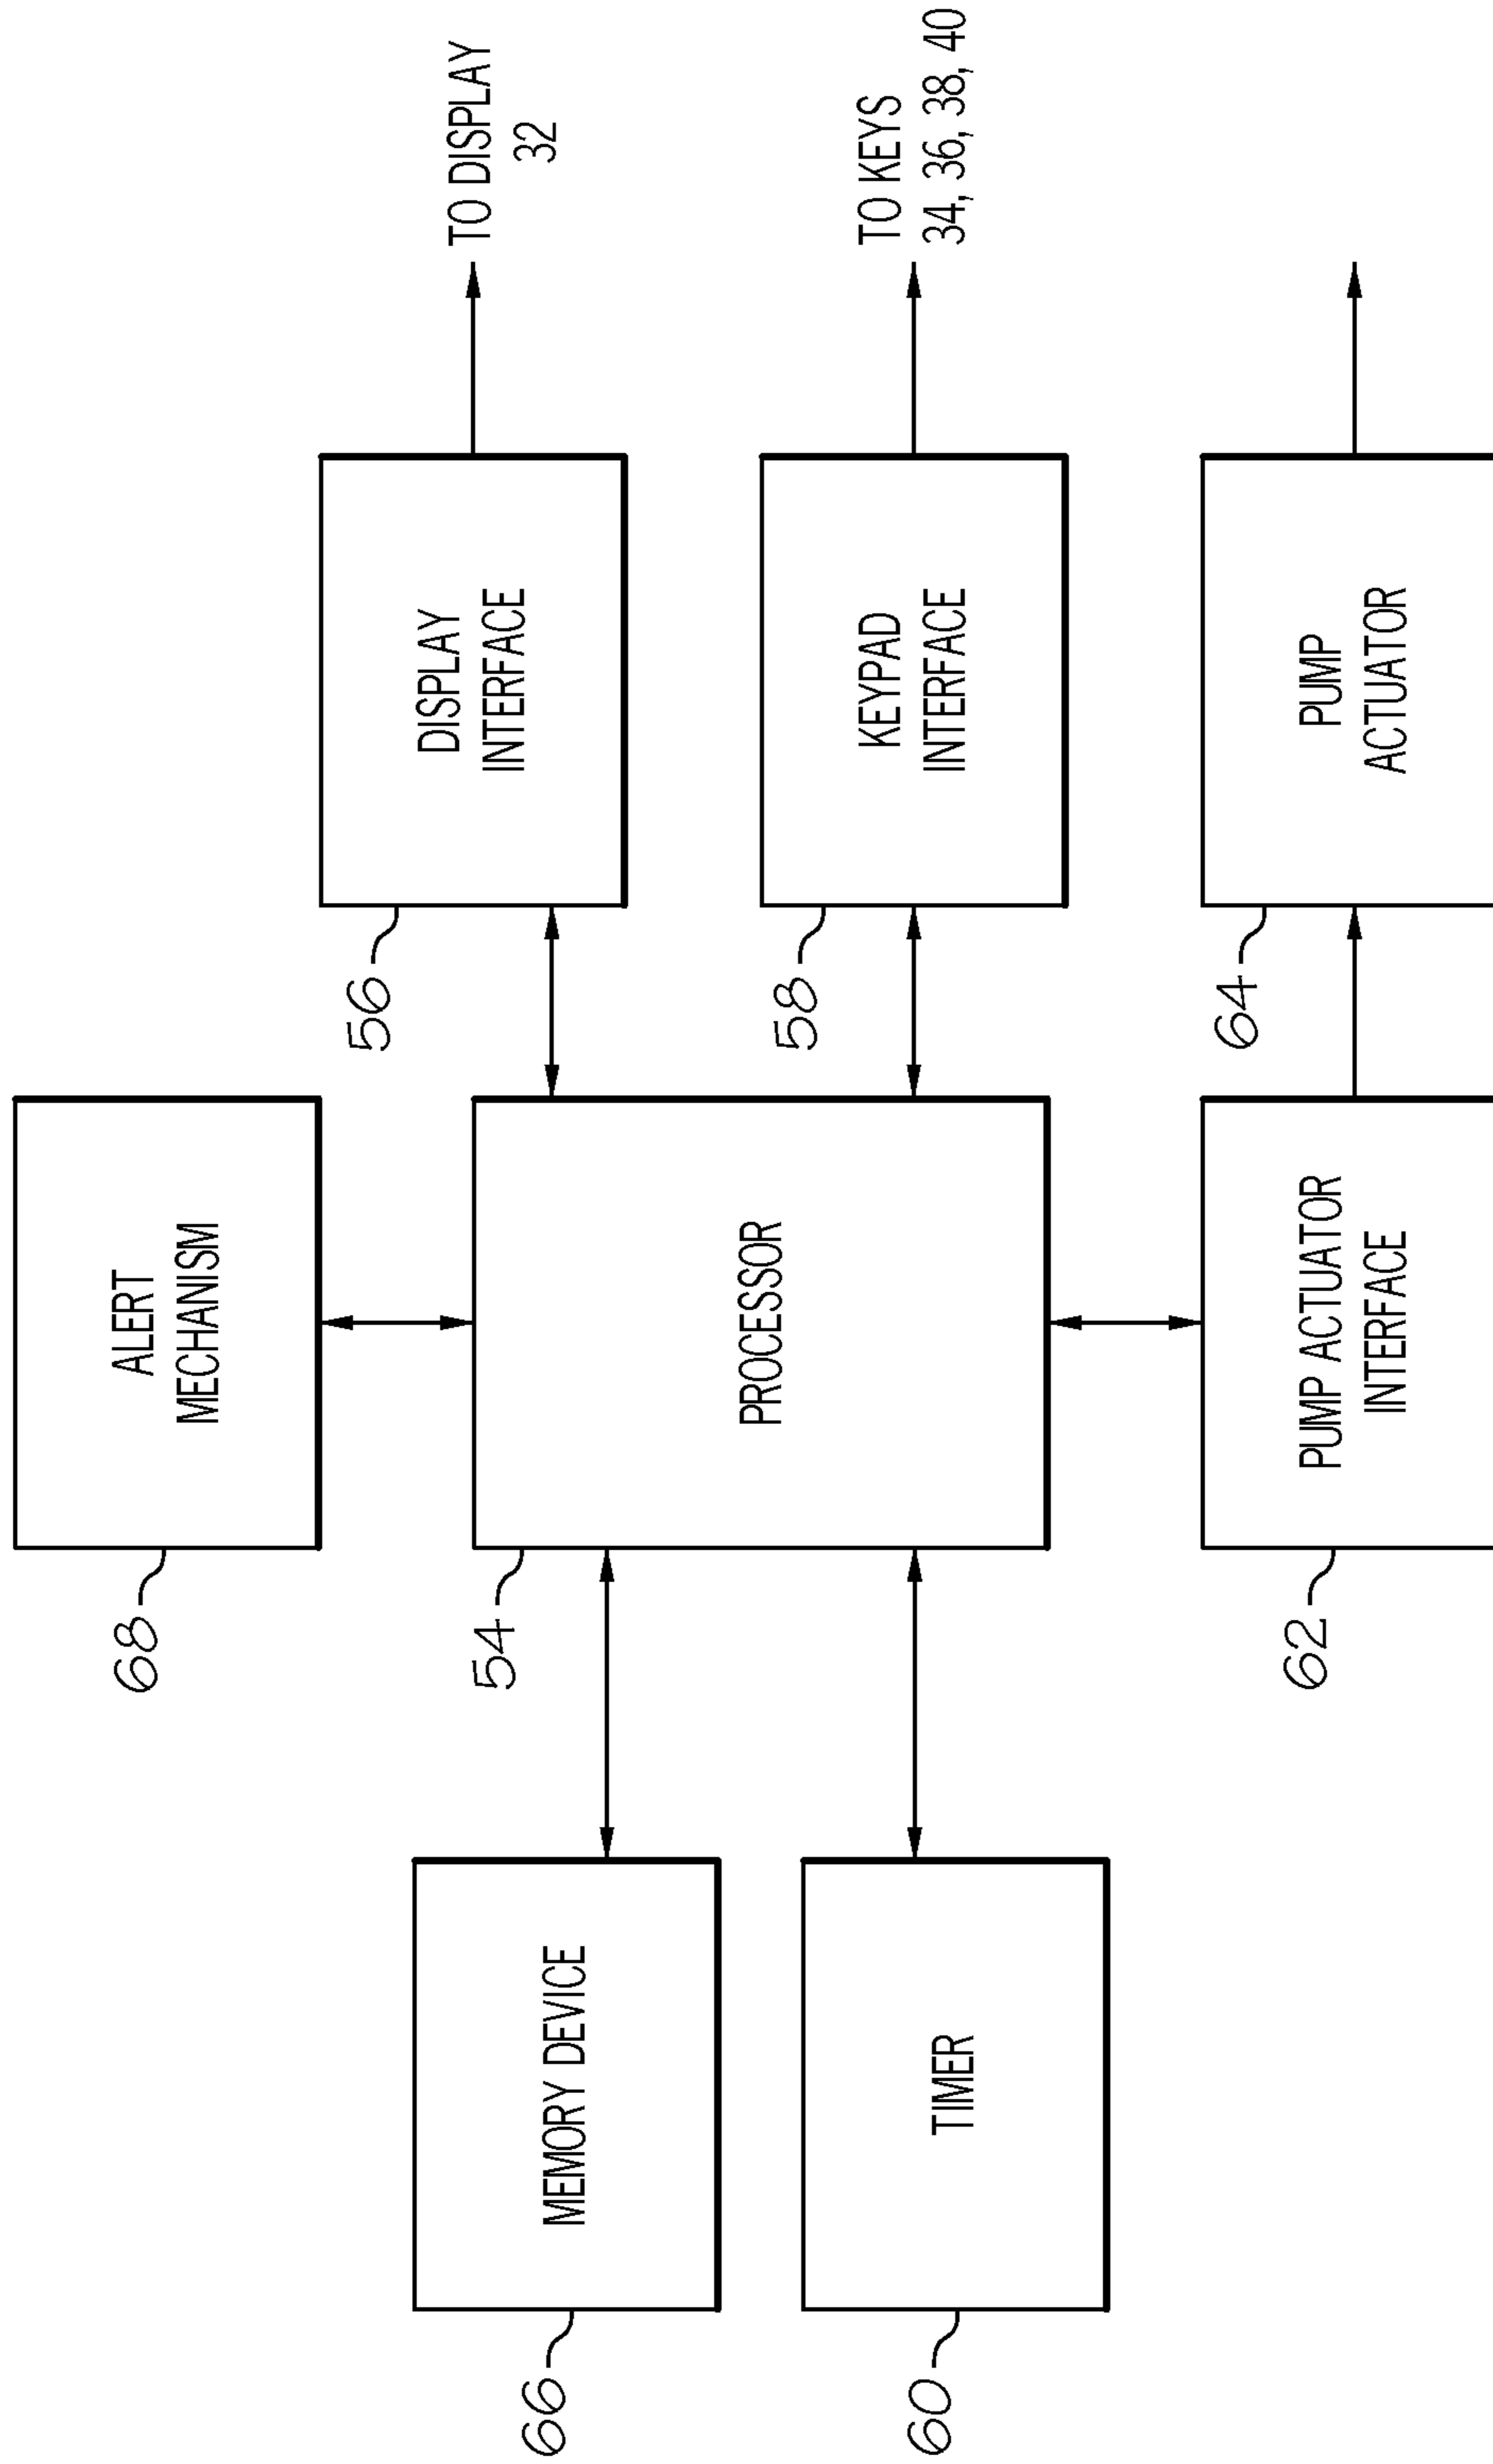 68
ALERT
MECHANISM
66
MEMORY DEVICE
54
PROCESSOR
56
DISPLAY
INTERFACE
TO DISPLAY
32
60
TIMER
58
KEYPAD
INTERFACE
TO KEYS
34, 36, 38, 40
62
PUMP ACTUATOR
INTERFACE
64
PUMP
ACTUATOR